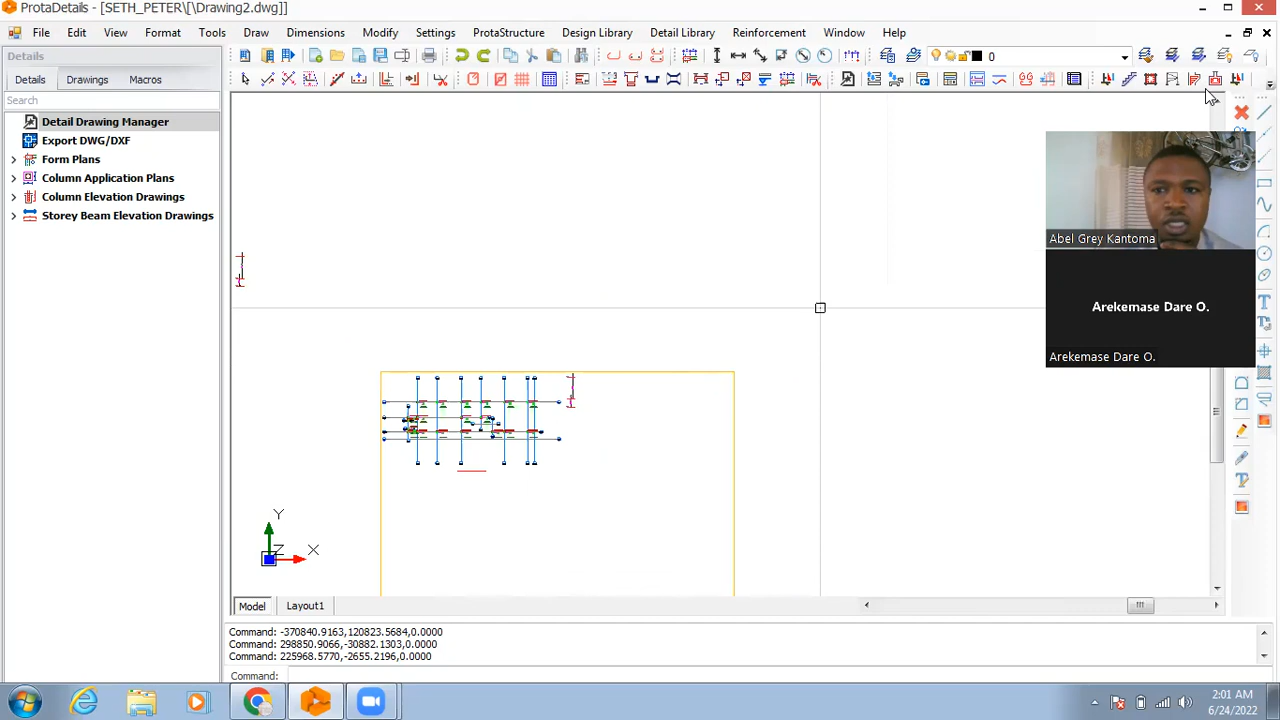 ProtaDetails - [SETH_PETER\[\Drawing2.dwg]]
File Edit View Format Tools Draw Dimensions Modify Settings ProtaStructure Design Library Detail Library Reinforcement Window Help
Details
0
Details Drawings Macros
Search
Detail Drawing Manager
Export DWG/DXF
Form Plans
Column Application Plans
Column Elevation Drawings
Storey Beam Elevation Drawings
Abel Grey Kantoma
Arekemase Dare O.
Arekemase Dare O.
Y
Z
X
Model Layout1
Command: -370840.9163,120823.5684,0.0000
Command: 298850.9066,-30882.1303,0.0000
Command: 225968.5770,-2655.2196,0.0000
Command:
2:01 AM
6/24/2022